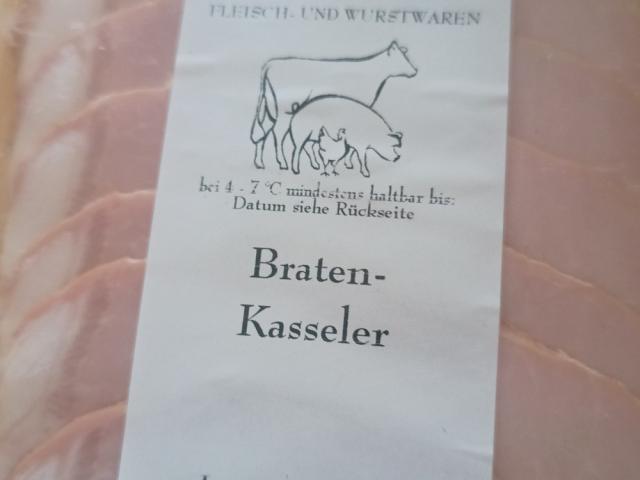 FLEISCH- UND WURSTWAREN
bei 4 - 7 °C mindestens haltbar bis:
Datum siehe Rückseite
Braten-
Kasseler